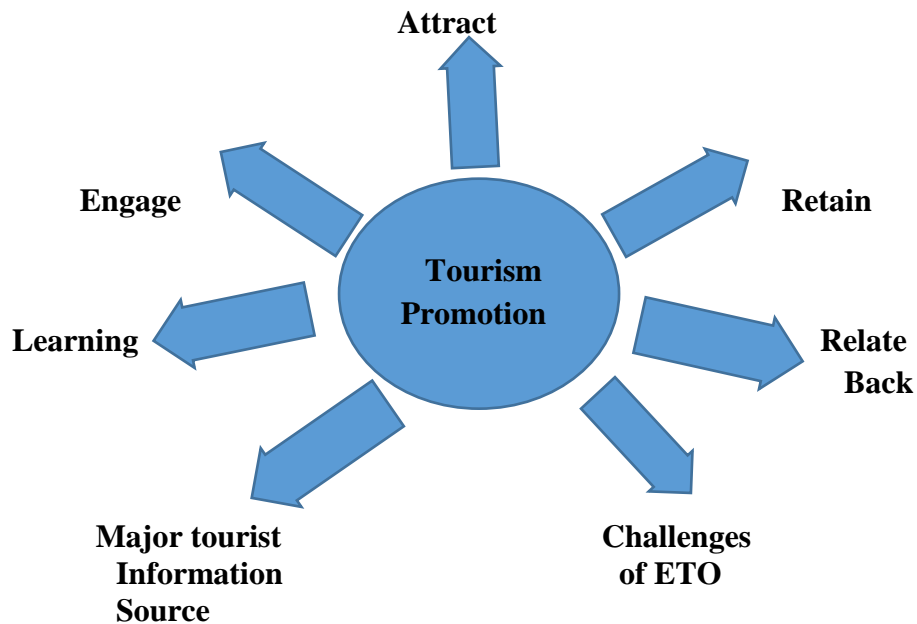 Attract
Engage
Retain
Tourism
Promotion
Learning
Relate
Back
Major tourist
Information
Source
Challenges
of ETO